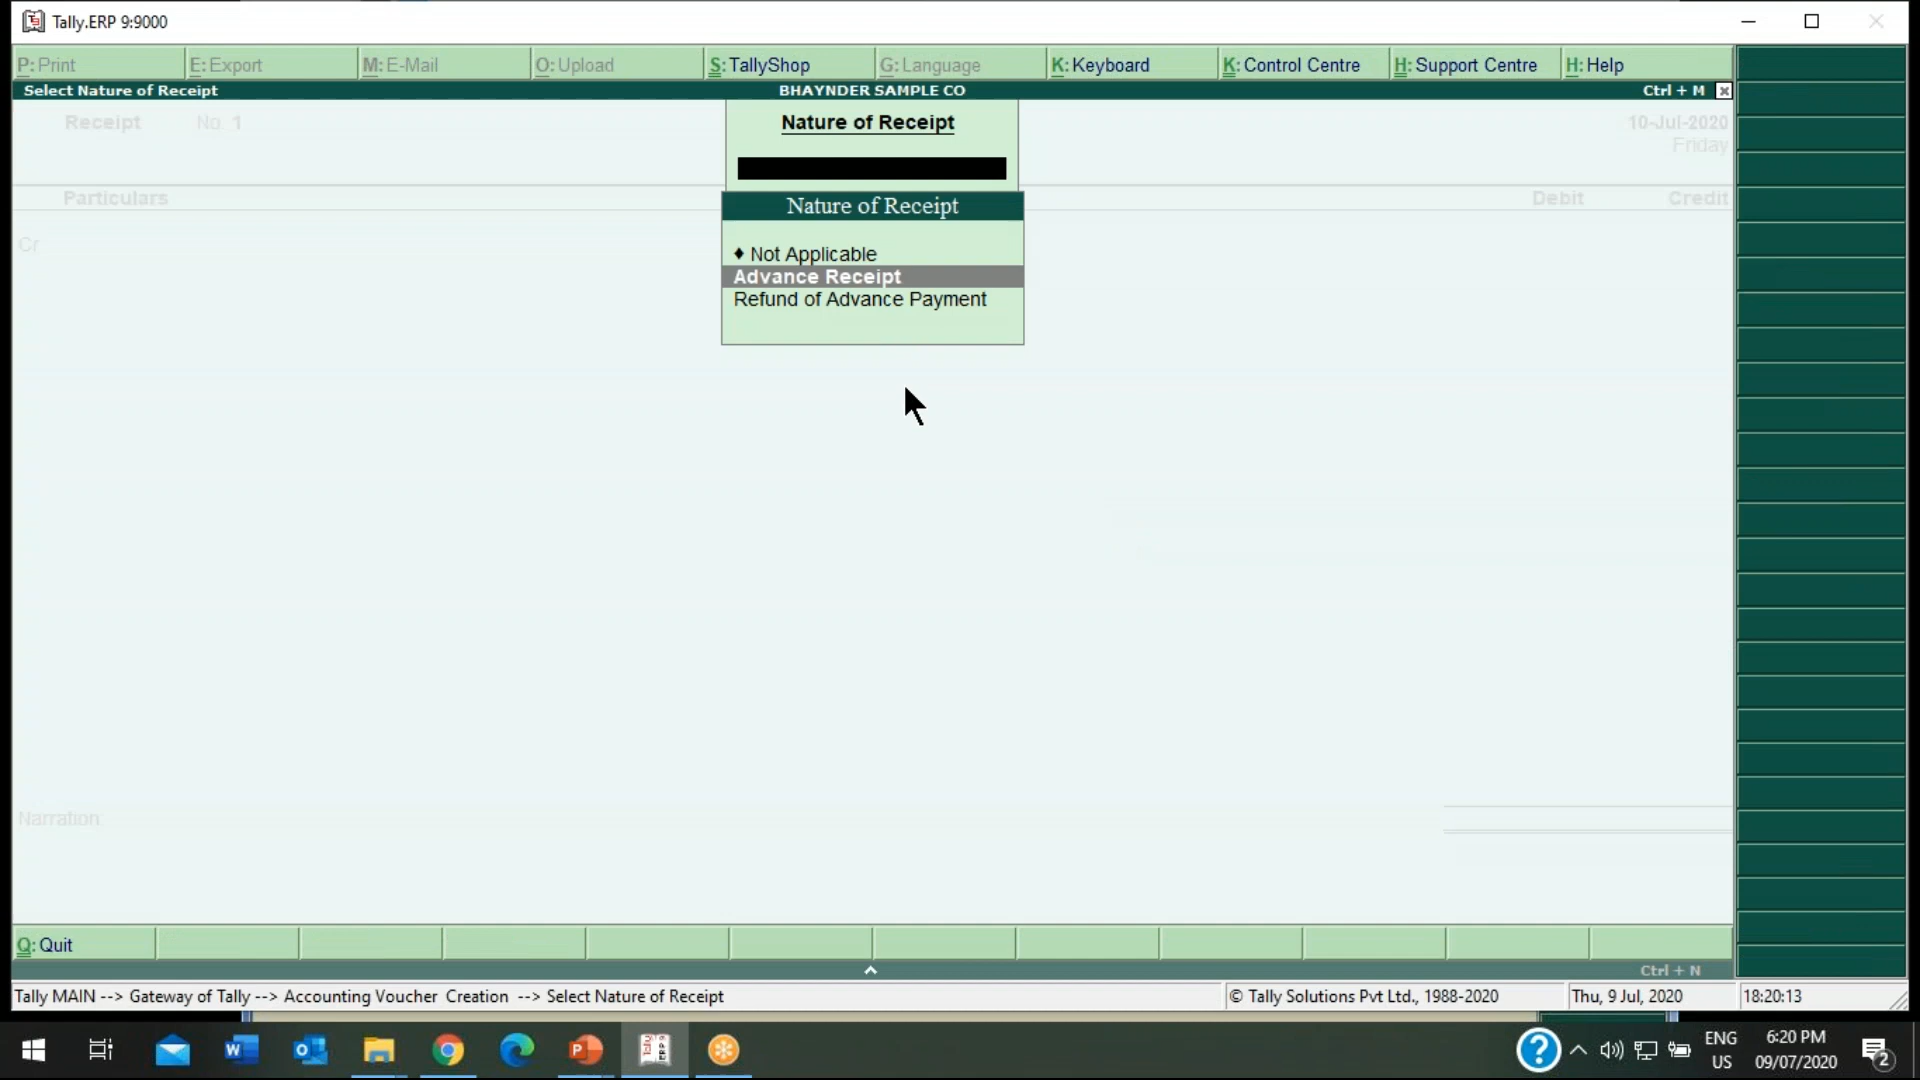 Tally.ERP 9:9000
P: Print E: Export M: E-Mail O: Upload S: TallyShop G: Language K: Keyboard K: Control Centre H: Support Centre H: Help
Select Nature of Receipt BHAYNDER SAMPLE CO Ctrl + M
Receipt No. 1 Nature of Receipt 10-Jul-2020
Friday
Particulars Debit Credit
Nature of Receipt
Cr
♦ Not Applicable
Advance Receipt
Refund of Advance Payment
Narration:
Q: Quit
Ctrl + N
Tally MAIN --> Gateway of Tally --> Accounting Voucher Creation --> Select Nature of Receipt © Tally Solutions Pvt Ltd., 1988-2020 Thu, 9 Jul, 2020 18:20:13
ENG 6:20 PM
US 09/07/2020 2